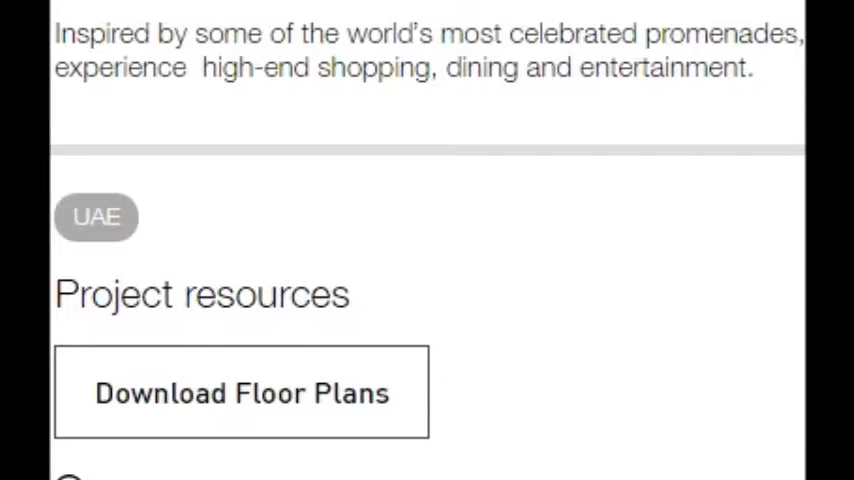 Inspired by some of the world's most celebrated promenades,
experience  high-end shopping, dining and entertainment.
UAE
Project resources
Download Floor Plans